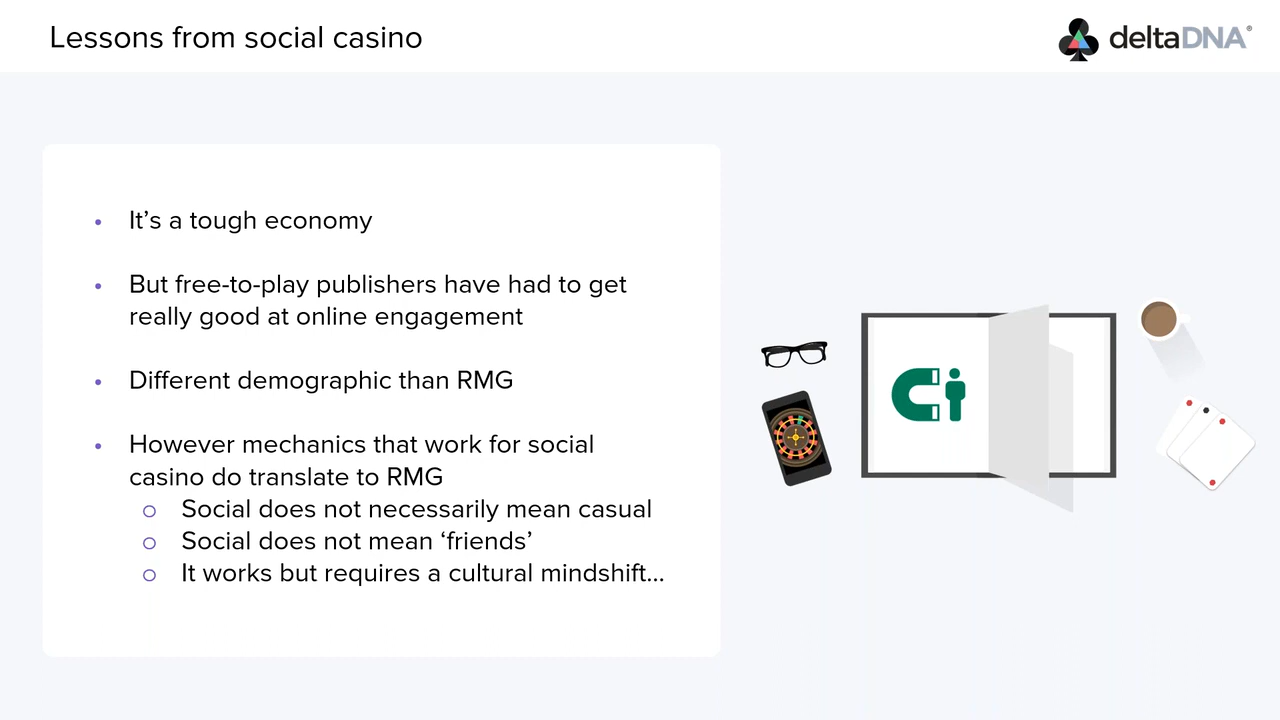 Lessons from social casino
deltaDNA®
• It’s a tough economy
• But free-to-play publishers have had to get
really good at online engagement
• Different demographic than RMG
• However mechanics that work for social
casino do translate to RMG
o Social does not necessarily mean casual
o Social does not mean ‘friends’
o It works but requires a cultural mindshift...